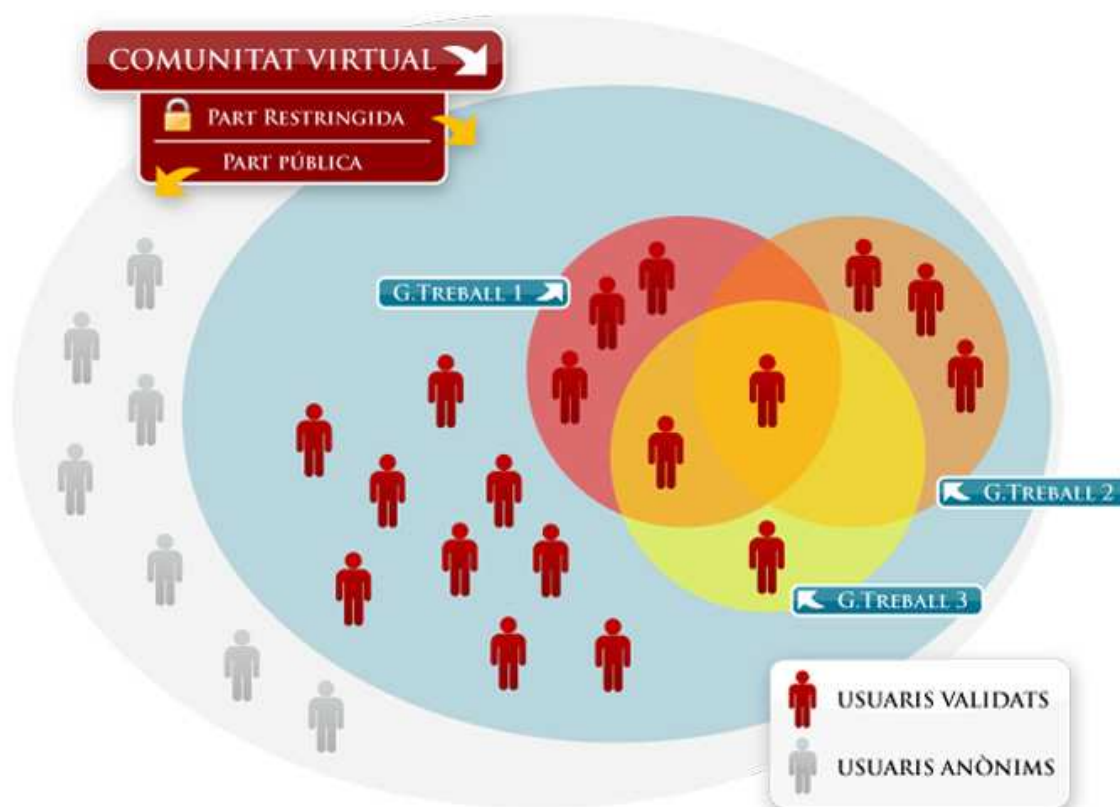 COMUNITAT VIRTUAL
PART RESTRINGIDA
PART PÚBLICA
G.TREBALL 1
G.TREBALL 2
G.TREBALL 3
USUARIS VALIDATS
USUARIS ANÒNIMS